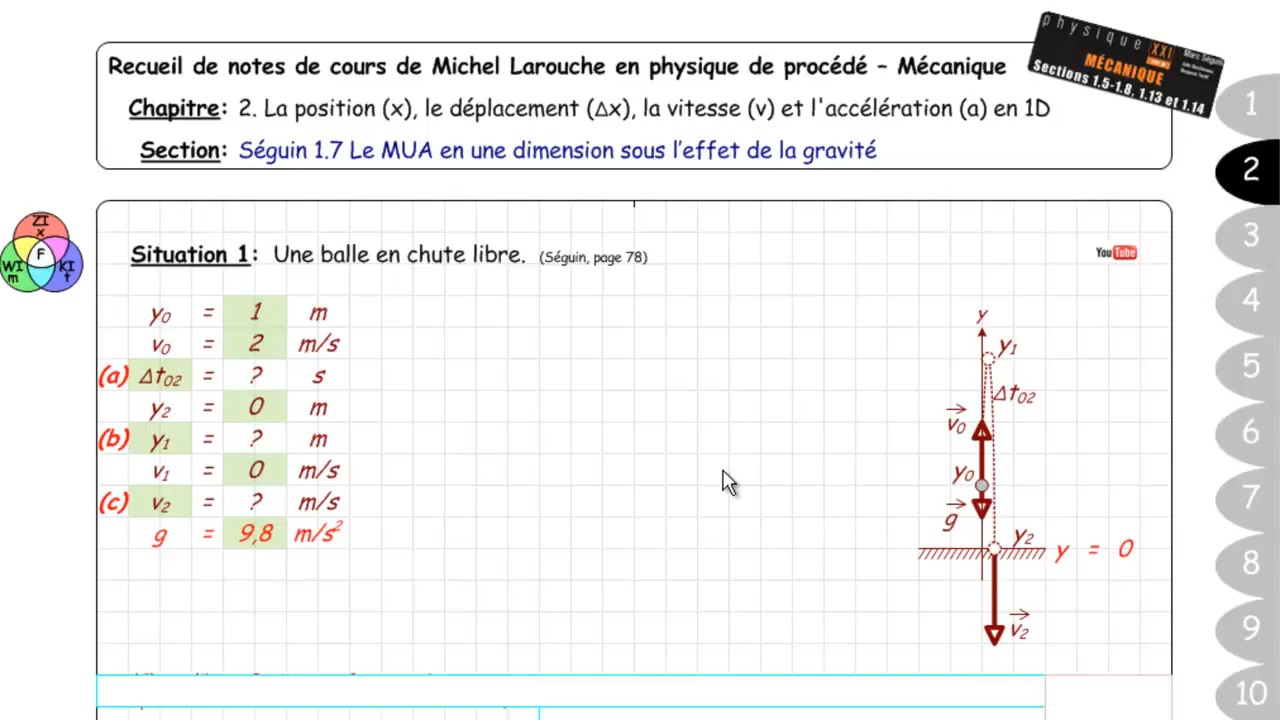 Recueil de notes de cours de Michel Larouche en physique de procédé – Mécanique
Chapitre: 2. La position (x), le déplacement (Δx), la vitesse (v) et l'accélération (a) en 1D
Section: Séguin 1.7 Le MUA en une dimension sous l'effet de la gravité
physique XXI
Marc Séguin
MÉCANIQUE
Sections 1.5-1.8, 1.13 et 1.14
1
2
3
4
5
6
7
8
9
10
ZI
x
F
WI
m
KI
t
Situation 1: Une balle en chute libre. (Séguin, page 78)
YouTube
y0 = 1 m
v0 = 2 m/s
(a) Δt02 = ? s
y2 = 0 m
(b) y1 = ? m
v1 = 0 m/s
(c) v2 = ? m/s
g = 9,8 m/s²
y
y1
Δt02
v0
y0
g
y2
y = 0
v2